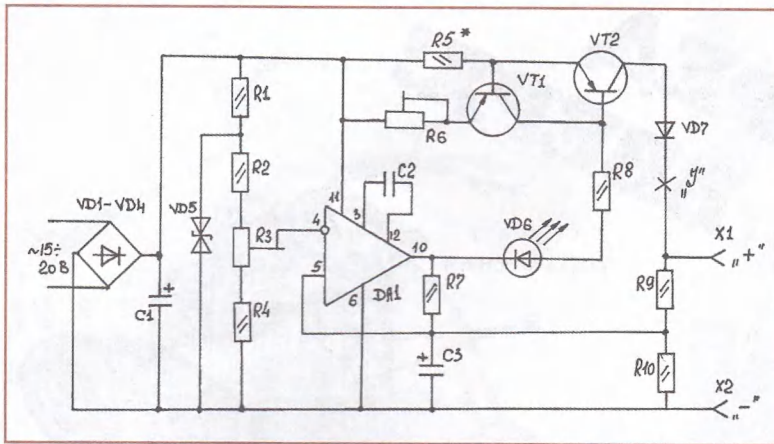 R5*
VT2
VT1
R1
R6
VD7
C2
R2
R8
„У“
11
3
VD1-VD4
VD5
4
12
VD6
X1
R3
10
~15÷
20В
5
R7
„+“
DA1
R9
6
C1
R4
C3
R10
X2
„-“